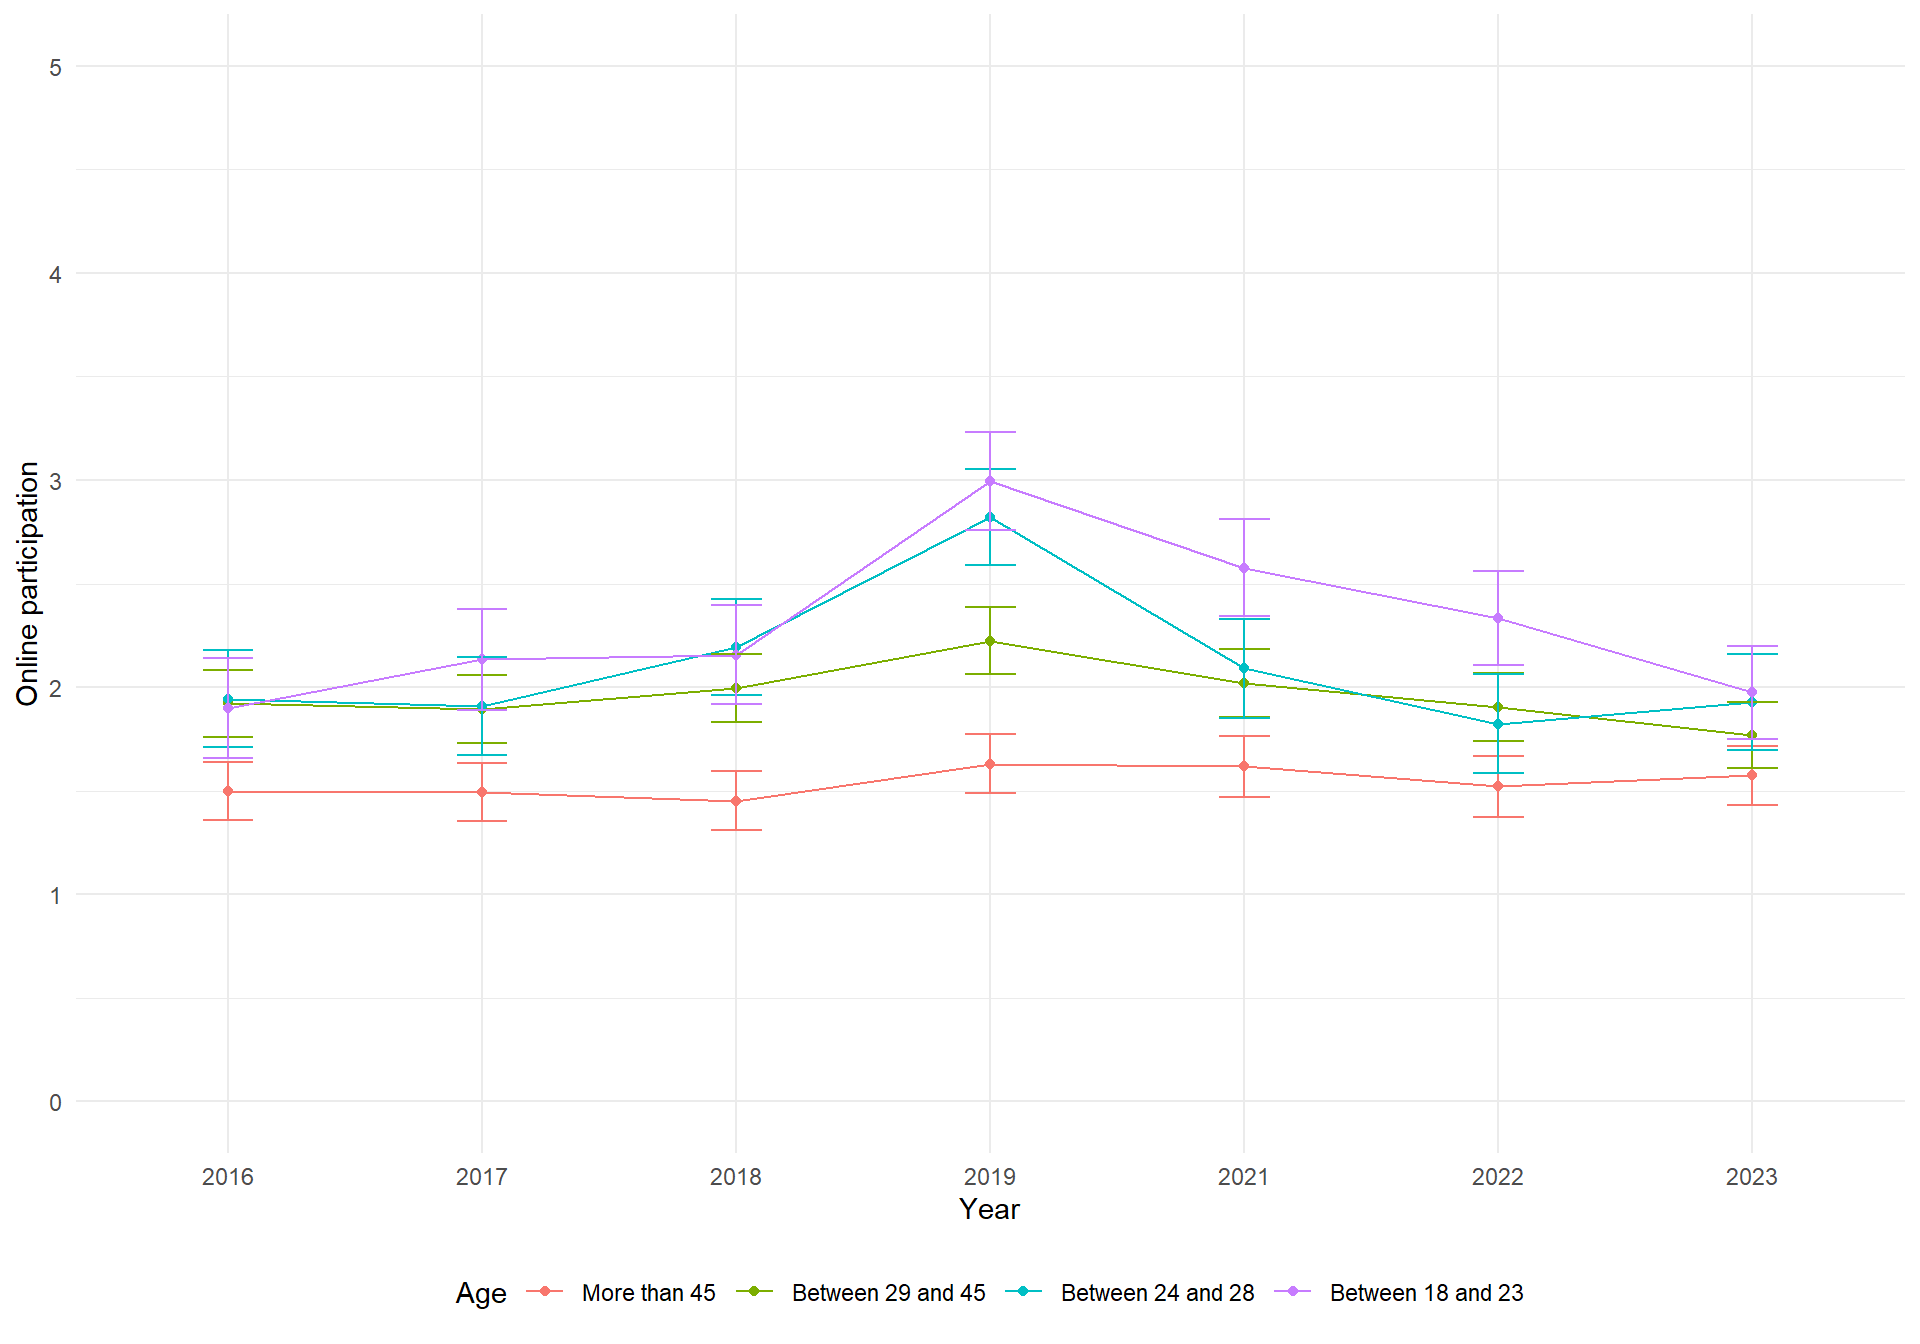 5
4
3
2
1
0
Online participation
2016 2017 2018 2019 2021 2022 2023
Year
Age More than 45 Between 29 and 45 Between 24 and 28 Between 18 and 23